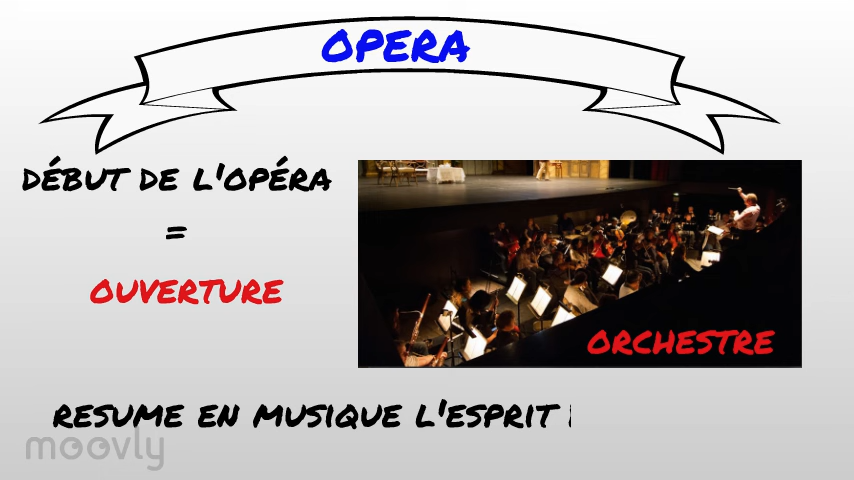 OPERA
DÉBUT DE L'OPÉRA
=
OUVERTURE
ORCHESTRE
RESUME EN MUSIQUE L'ESPRIT
moovly